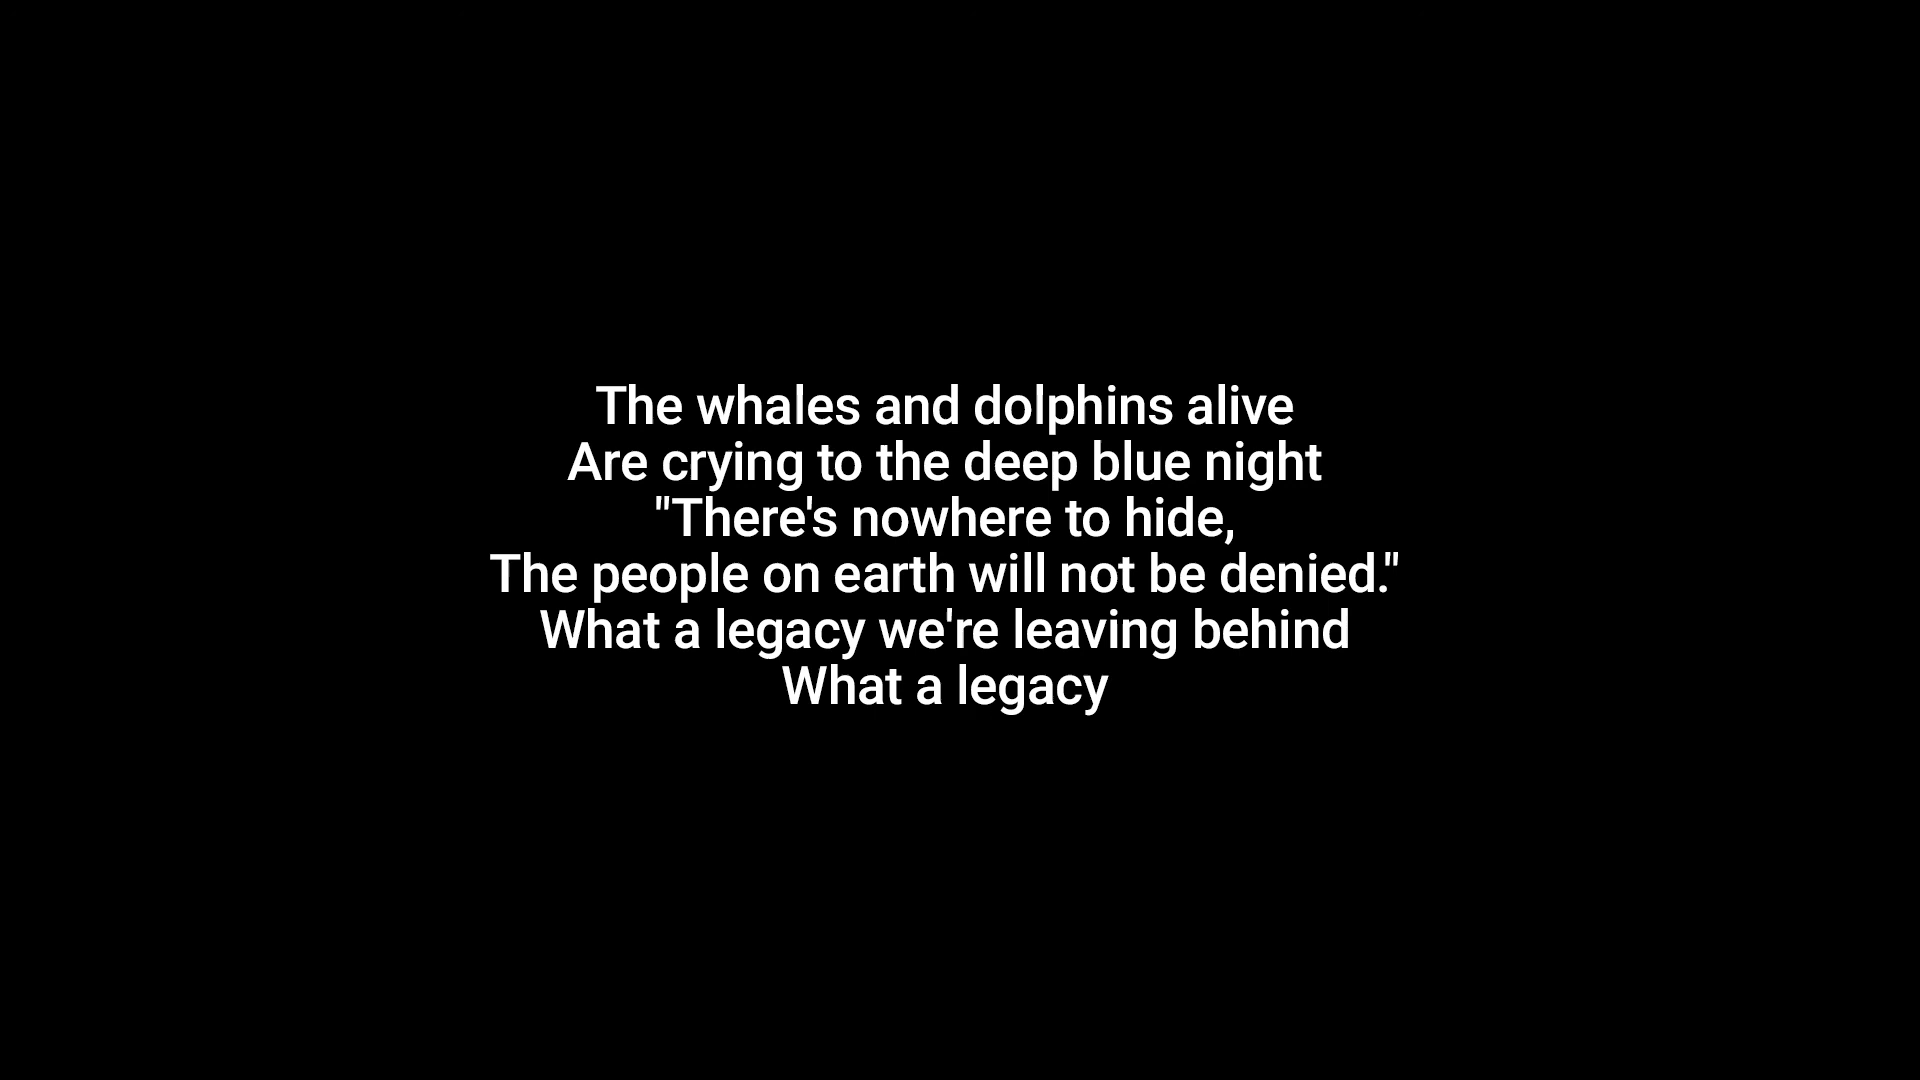 The whales and dolphins alive
Are crying to the deep blue night
"There's nowhere to hide,
The people on earth will not be denied."
What a legacy we're leaving behind
What a legacy